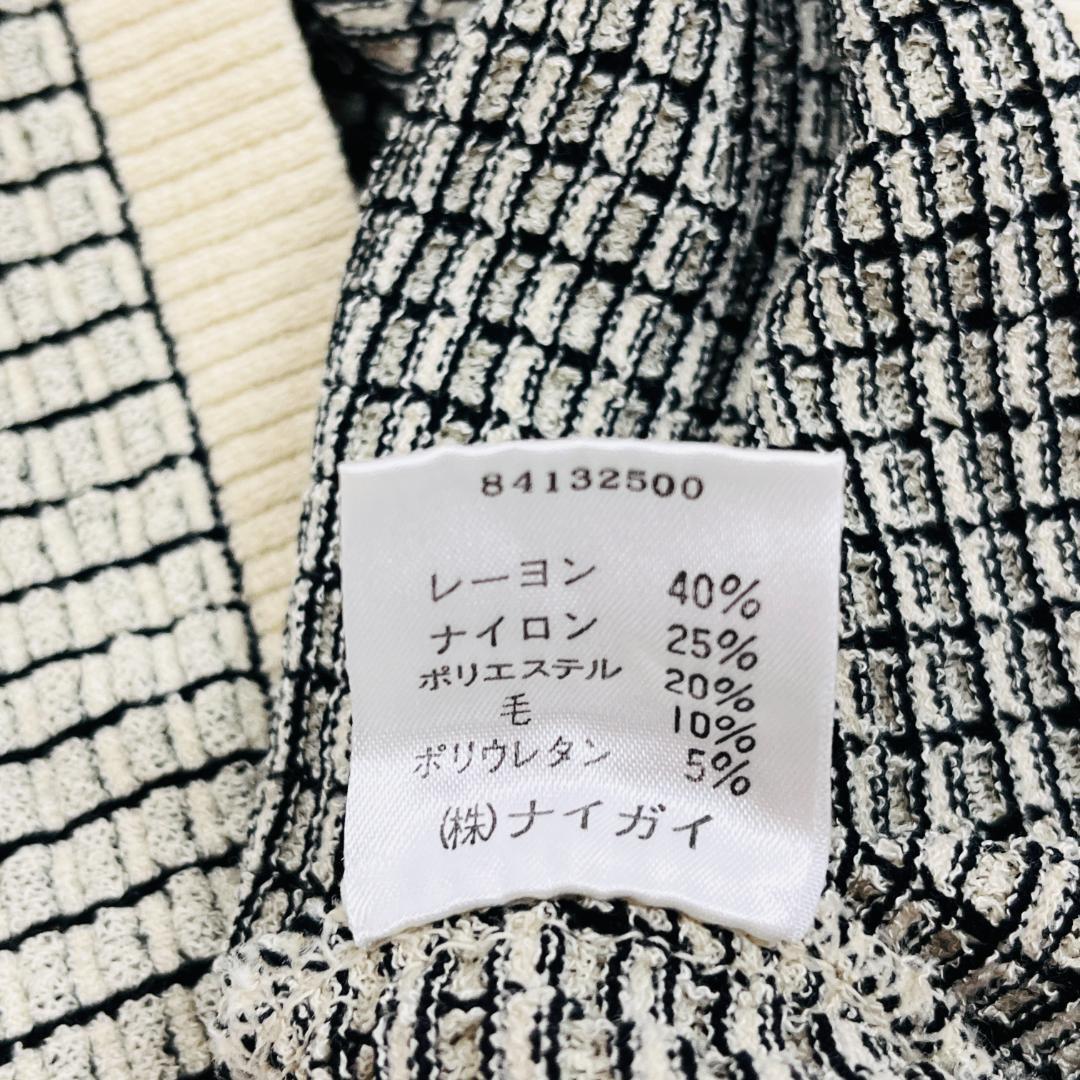 84132500
レーヨン 40%
ナイロン 25%
ポリエステル 20%
毛 10%
ポリウレタン 5%
(株)ナイガイ